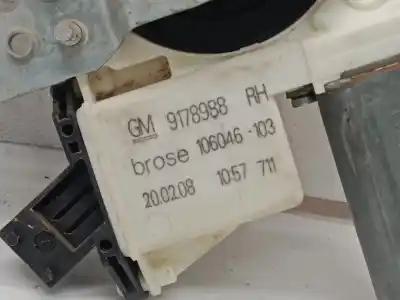 GM 9178988 RH
brose 106046-103
20.02.08 10:57 711